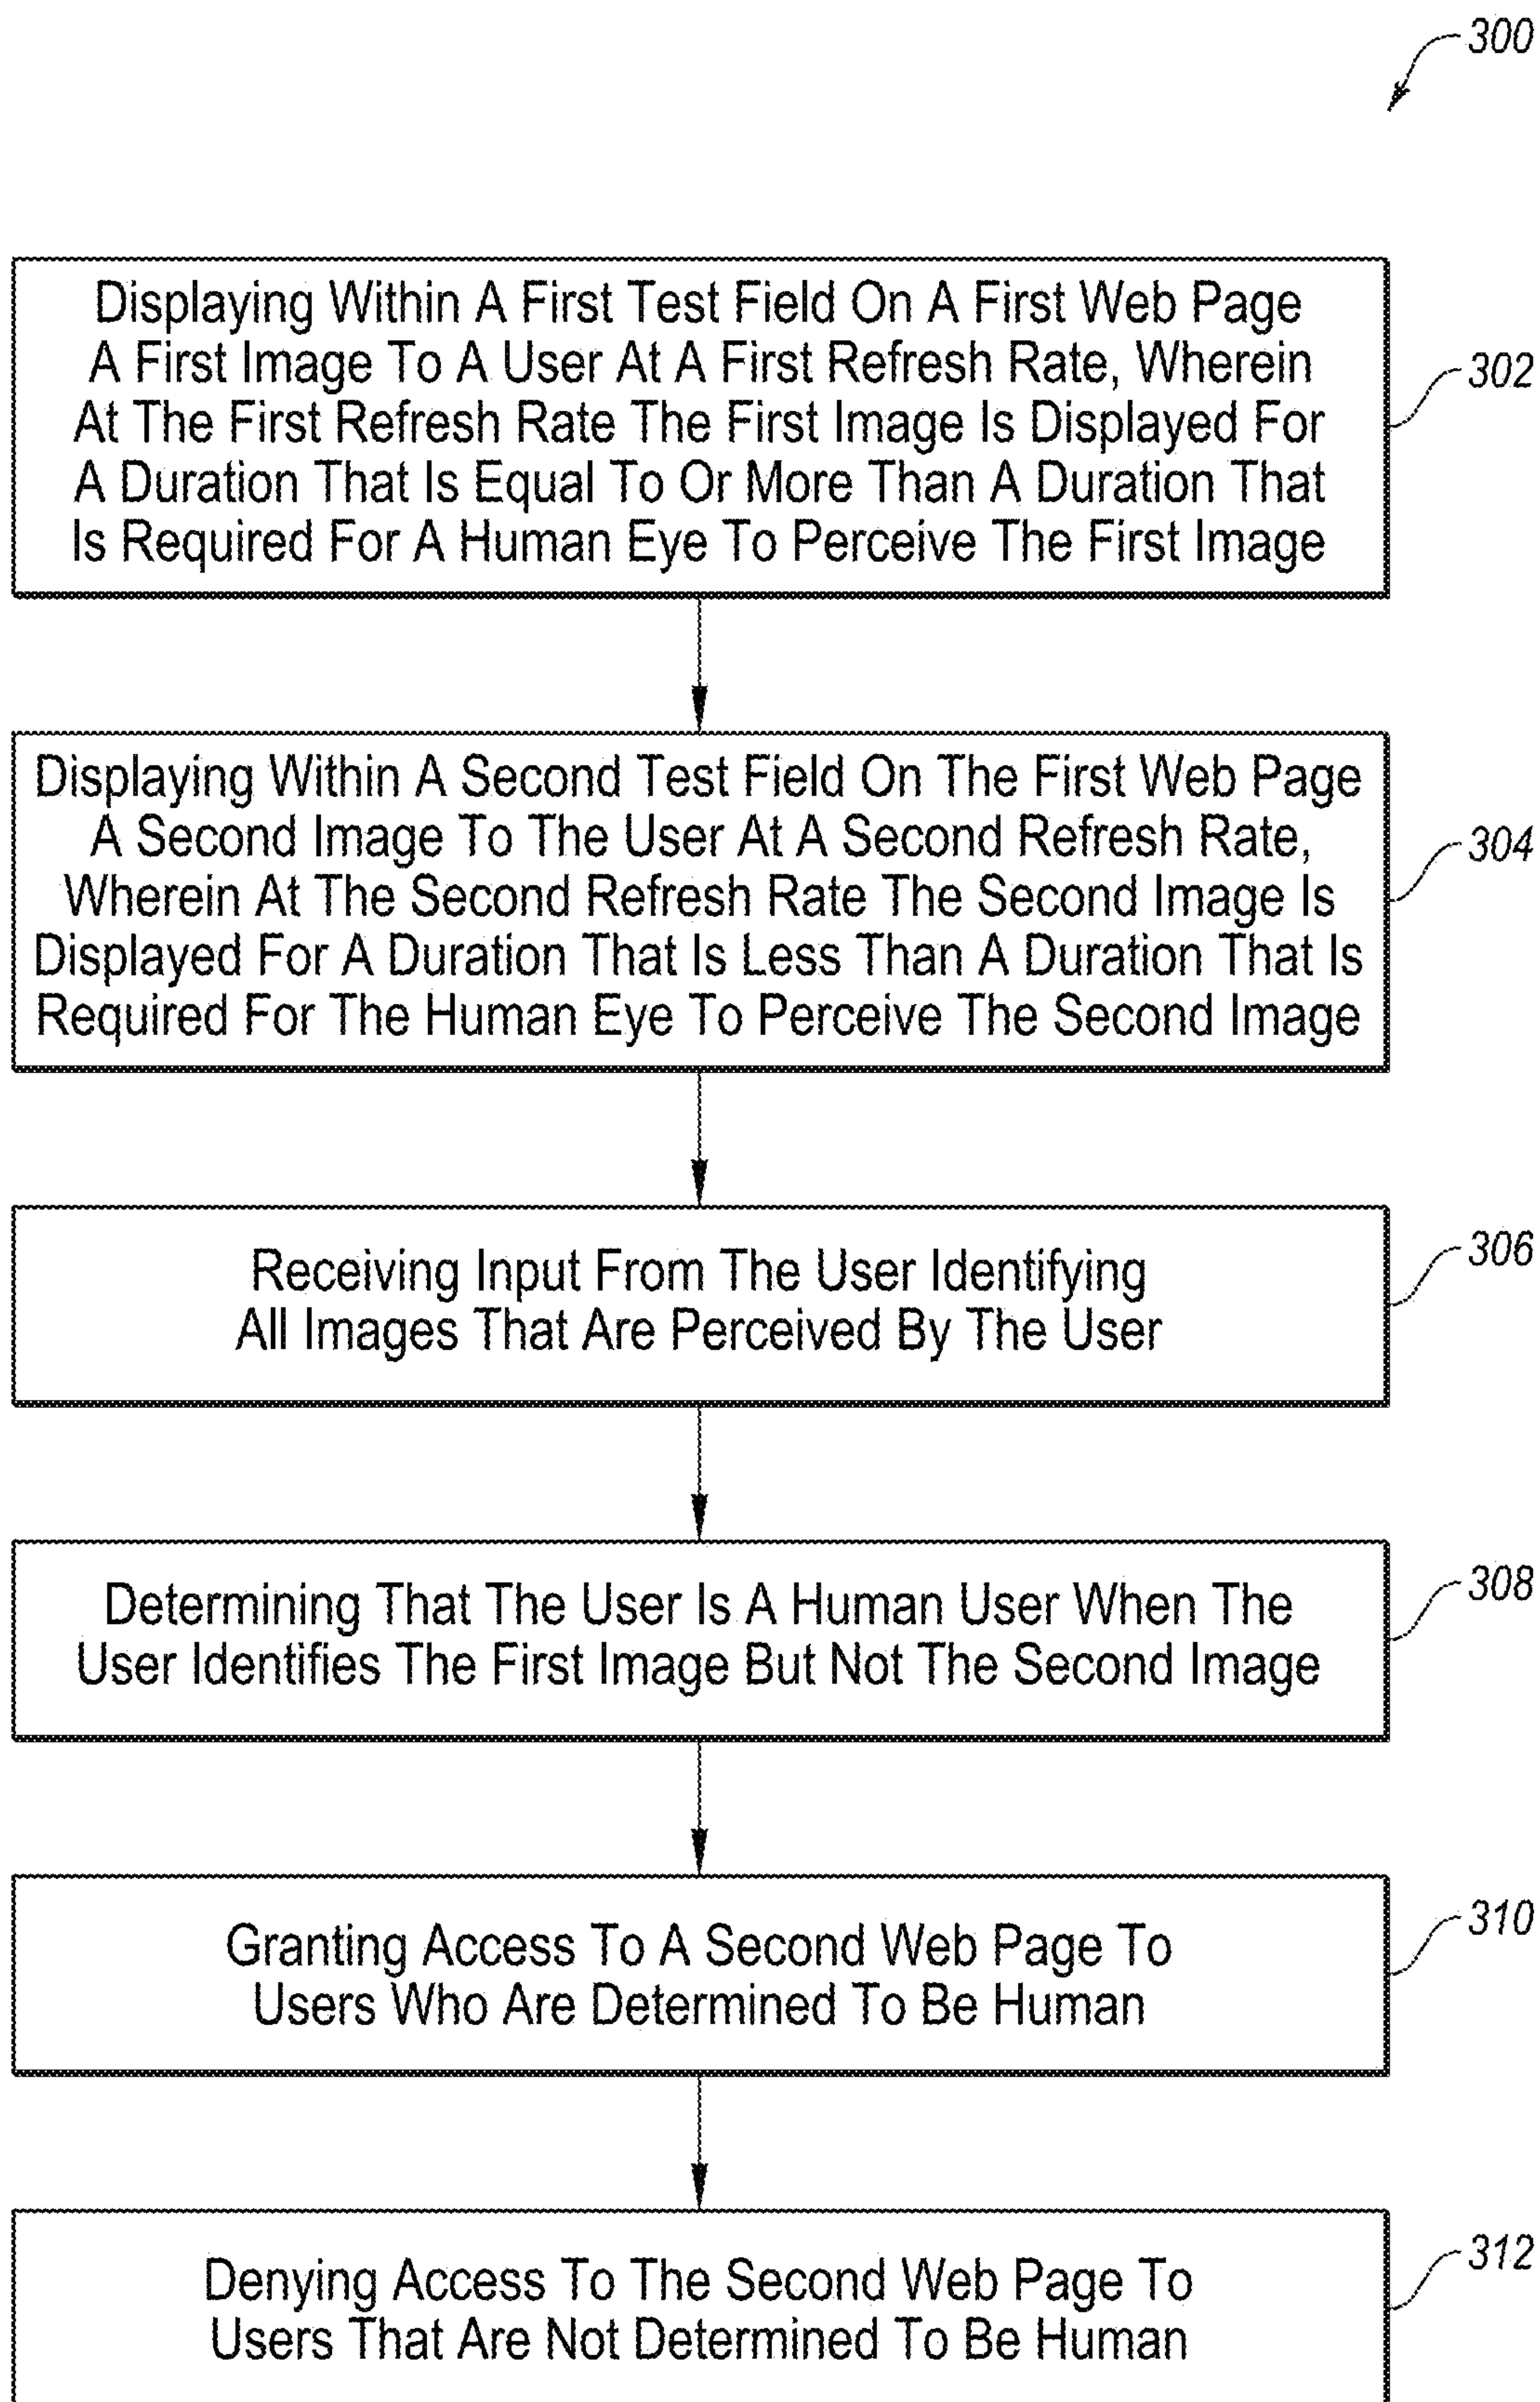 300
Displaying Within A First Test Field On A First Web Page
A First Image To A User At A First Refresh Rate, Wherein
At The First Refresh Rate The First Image Is Displayed For
A Duration That Is Equal To Or More Than A Duration That
Is Required For A Human Eye To Perceive The First Image
302
Displaying Within A Second Test Field On The First Web Page
A Second Image To The User At A Second Refresh Rate,
Wherein At The Second Refresh Rate The Second Image Is
Displayed For A Duration That Is Less Than A Duration That Is
Required For The Human Eye To Perceive The Second Image
304
Receiving Input From The User Identifying
All Images That Are Perceived By The User
306
Determining That The User Is A Human User When The
User Identifies The First Image But Not The Second Image
308
Granting Access To A Second Web Page To
Users Who Are Determined To Be Human
310
Denying Access To The Second Web Page To
Users That Are Not Determined To Be Human
312